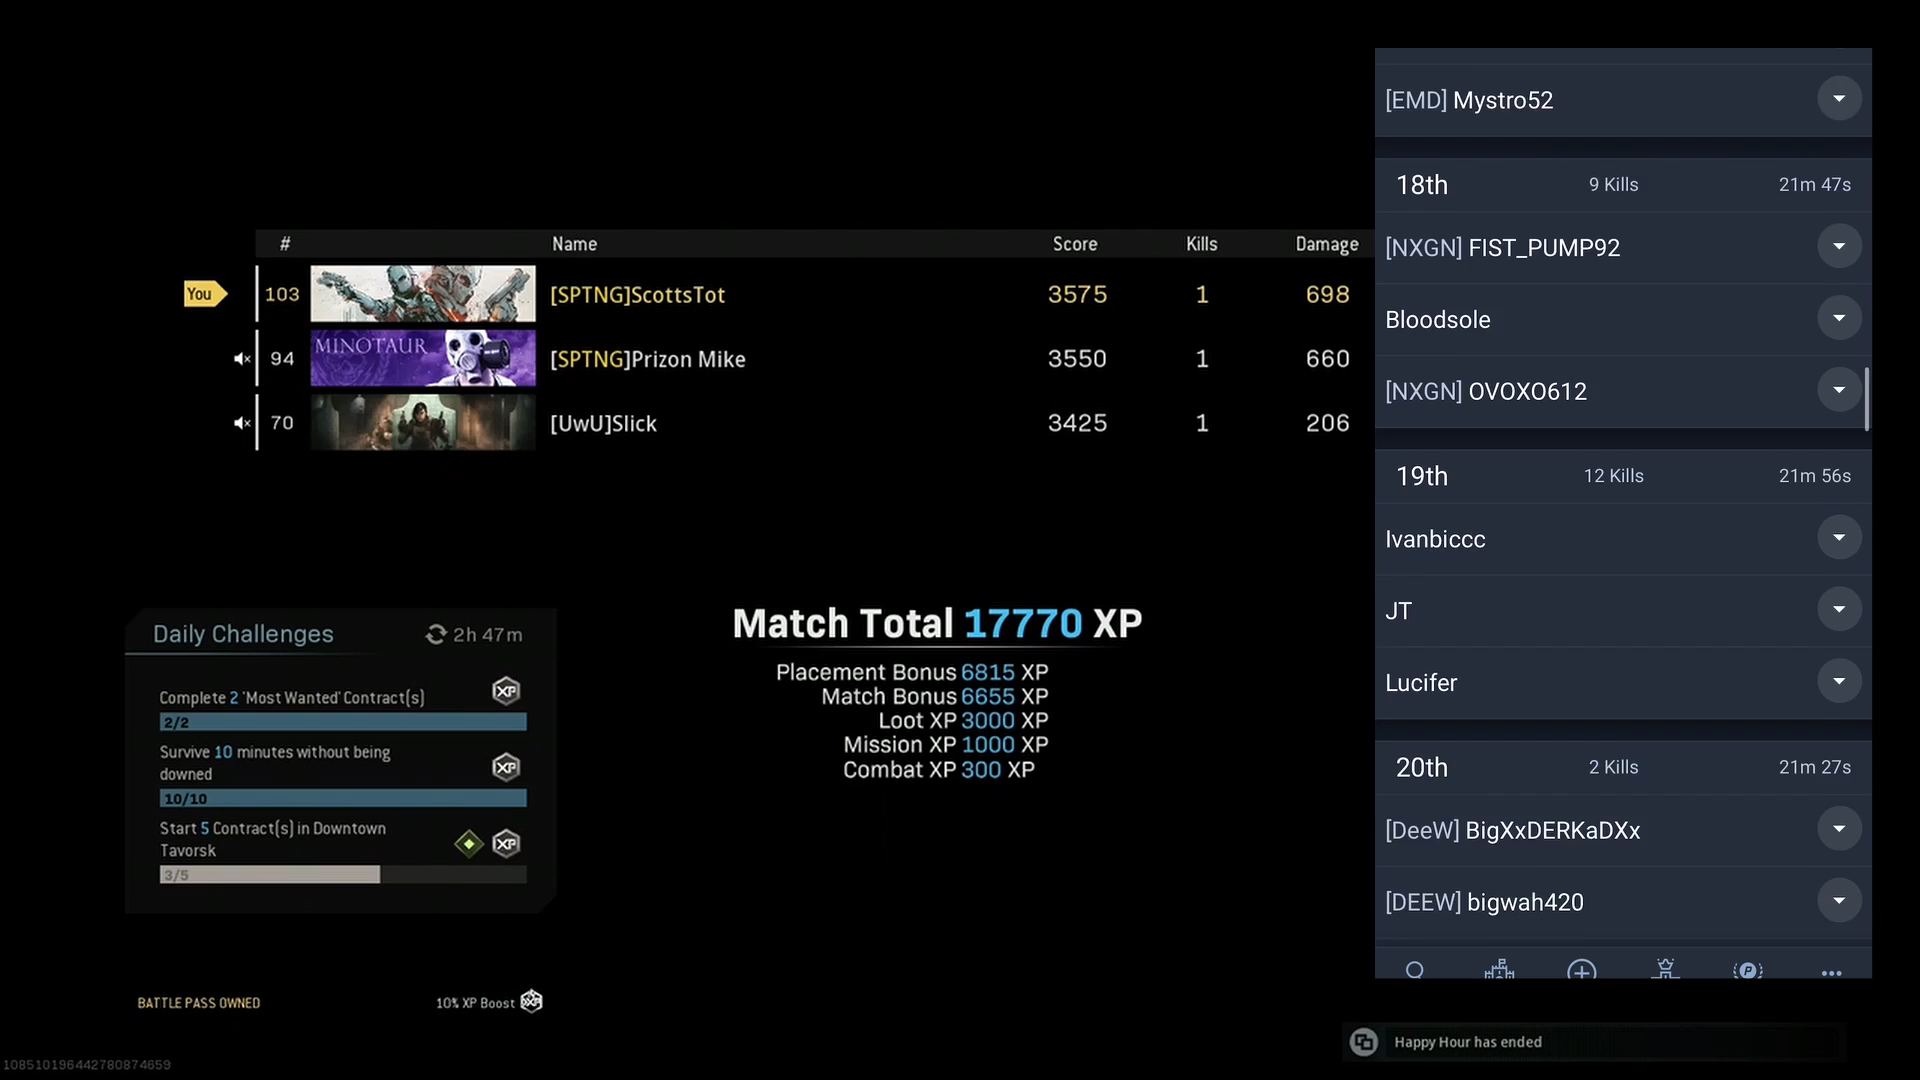 # Name Score Kills Damage
You 103 [SPTNG]ScottsTot 3575 1 698
94 MINOTAUR [SPTNG]Prizon Mike 3550 1 660
70 [UwU]Slick 3425 1 206
Daily Challenges 2h 47m
Complete 2 'Most Wanted' Contract(s) XP
2/2
Survive 10 minutes without being
downed XP
10/10
Start 5 Contract(s) in Downtown
Tavorsk XP
3/5
BATTLE PASS OWNED 10% XP Boost
108510196442780874659
Match Total 17770 XP
Placement Bonus 6815 XP
Match Bonus 6655 XP
Loot XP 3000 XP
Mission XP 1000 XP
Combat XP 300 XP
[EMD] Mystro52
18th 9 Kills 21m 47s
[NXGN] FIST_PUMP92
Bloodsole
[NXGN] OVOXO612
19th 12 Kills 21m 56s
Ivanbiccc
JT
Lucifer
20th 2 Kills 21m 27s
[DeeW] BigXxDERKaDXx
[DEEW] bigwah420
P
Happy Hour has ended